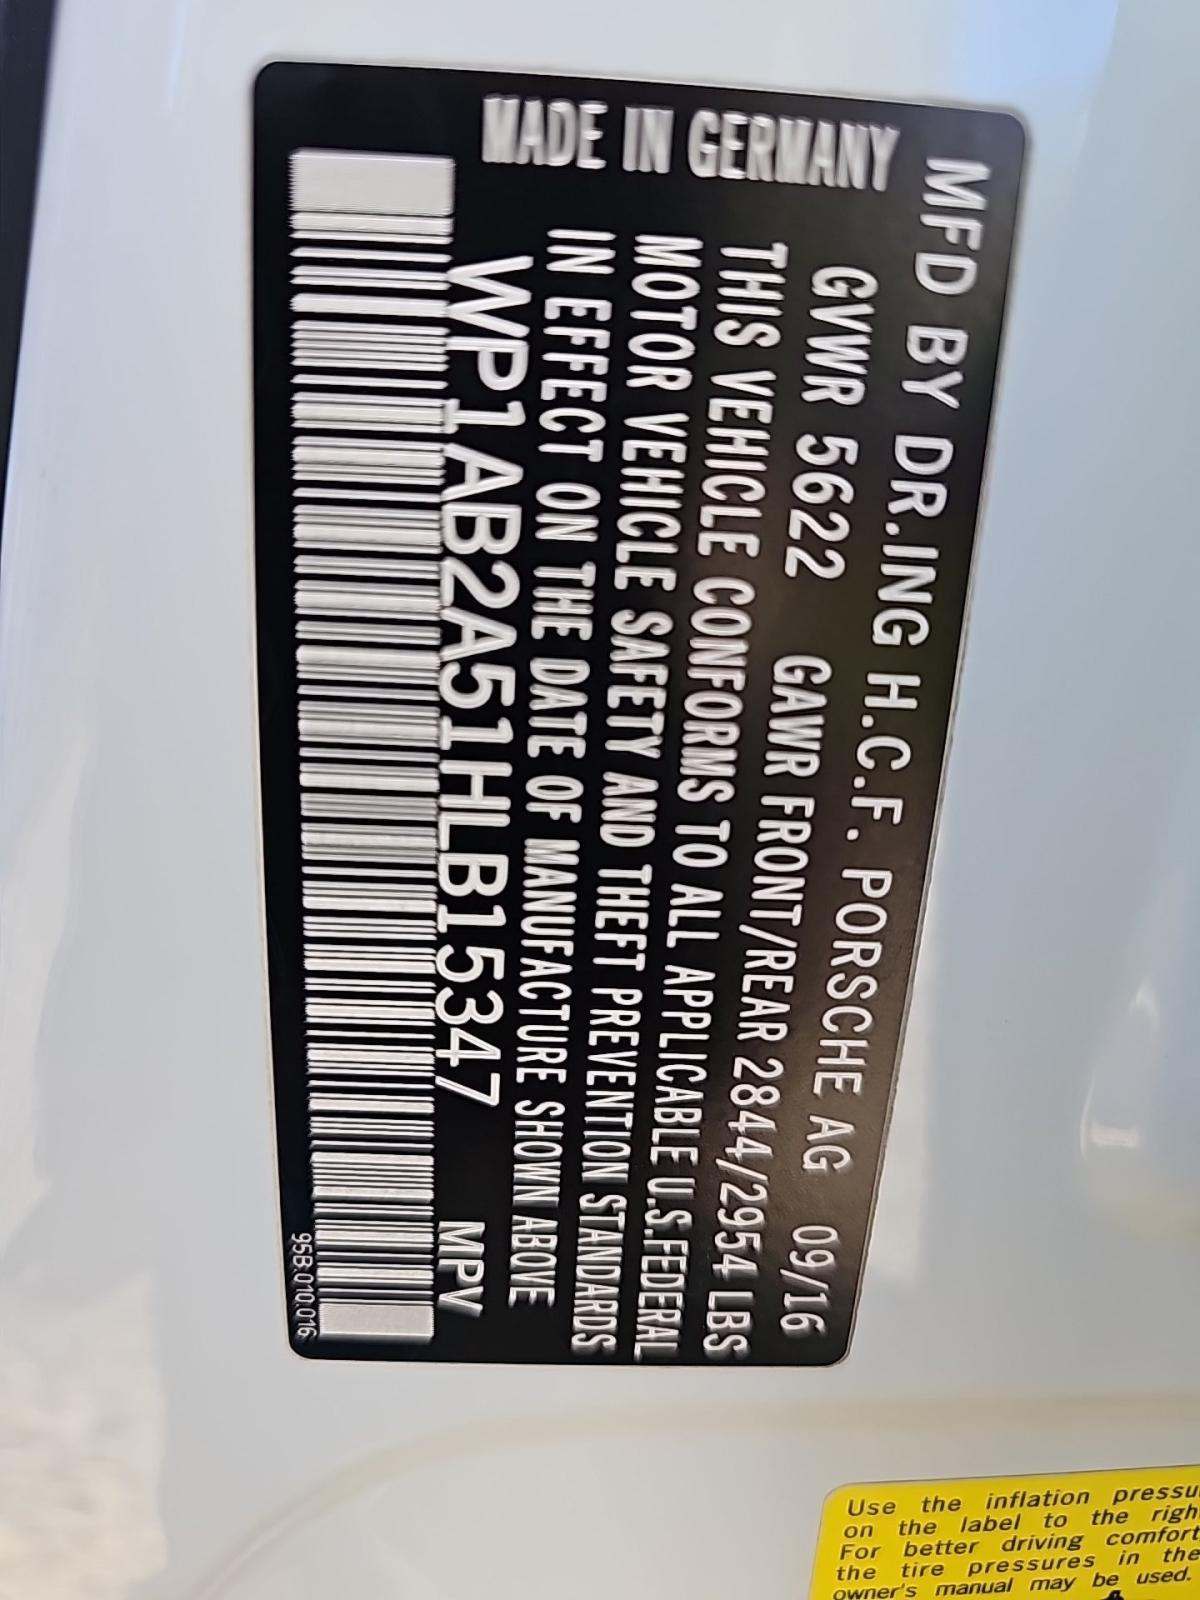 MFD BY DR.ING H.C.F. PORSCHE AG 09/16
GVWR 5622 GAWR FRONT/REAR 2844/2954 LBS
THIS VEHICLE CONFORMS TO ALL APPLICABLE U.S.FEDERAL
MOTOR VEHICLE SAFETY AND THEFT PREVENTION STANDARDS
IN EFFECT ON THE DATE OF MANUFACTURE SHOWN ABOVE
WP1AB2A51HLB15347 MPV
MADE IN GERMANY
95B.010.016
Use the inflation pressu
on the label to the righ
For better driving comfort
the tire pressures in the
owner's manual may be used.